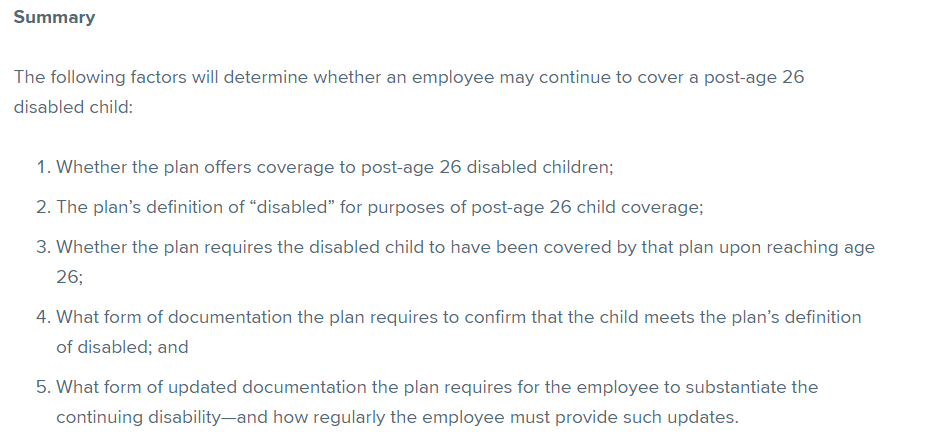 Summary
The following factors will determine whether an employee may continue to cover a post-age 26
disabled child:
1. Whether the plan offers coverage to post-age 26 disabled children;
2. The plan’s definition of “disabled” for purposes of post-age 26 child coverage;
3. Whether the plan requires the disabled child to have been covered by that plan upon reaching age
26;
4. What form of documentation the plan requires to confirm that the child meets the plan’s definition
of disabled; and
5. What form of updated documentation the plan requires for the employee to substantiate the
continuing disability—and how regularly the employee must provide such updates.